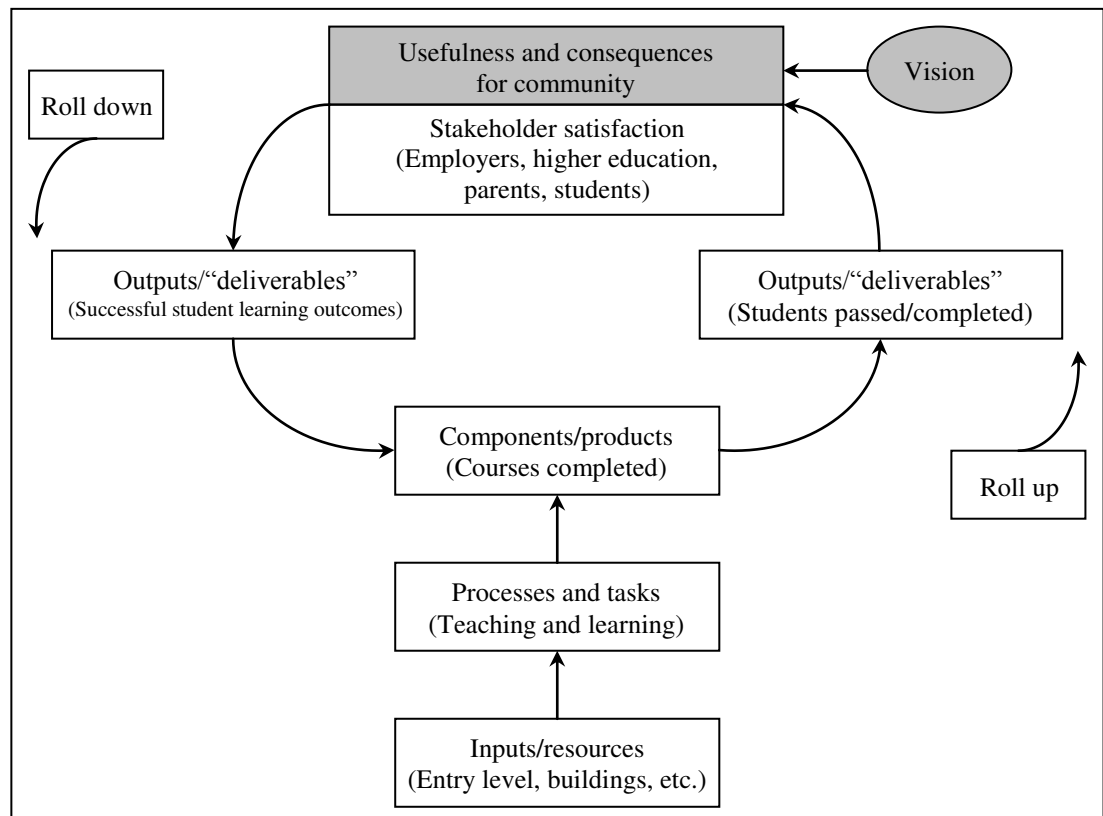 Usefulness and consequences
for community
Vision
Roll down
Stakeholder satisfaction
(Employers, higher education,
parents, students)
Outputs/“deliverables”
(Successful student learning outcomes)
Outputs/“deliverables”
(Students passed/completed)
Components/products
(Courses completed)
Roll up
Processes and tasks
(Teaching and learning)
Inputs/resources
(Entry level, buildings, etc.)